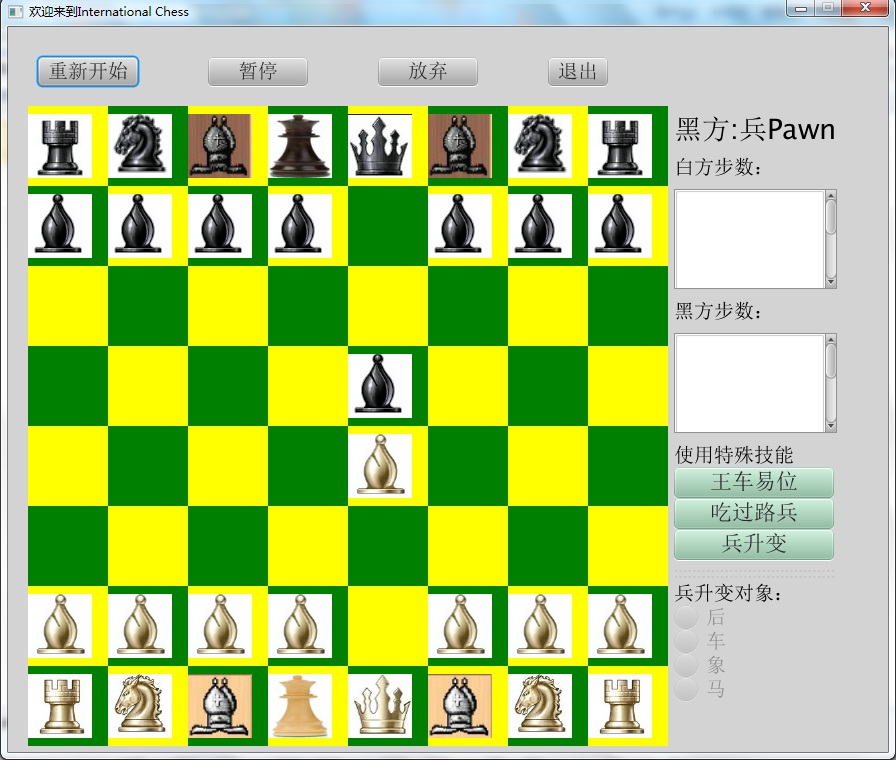 欢迎来到International Chess
重新开始
暂停
放弃
退出
黑方:兵Pawn
白方步数：
黑方步数：
使用特殊技能
王车易位
吃过路兵
兵升变
兵升变对象：
后
车
象
马